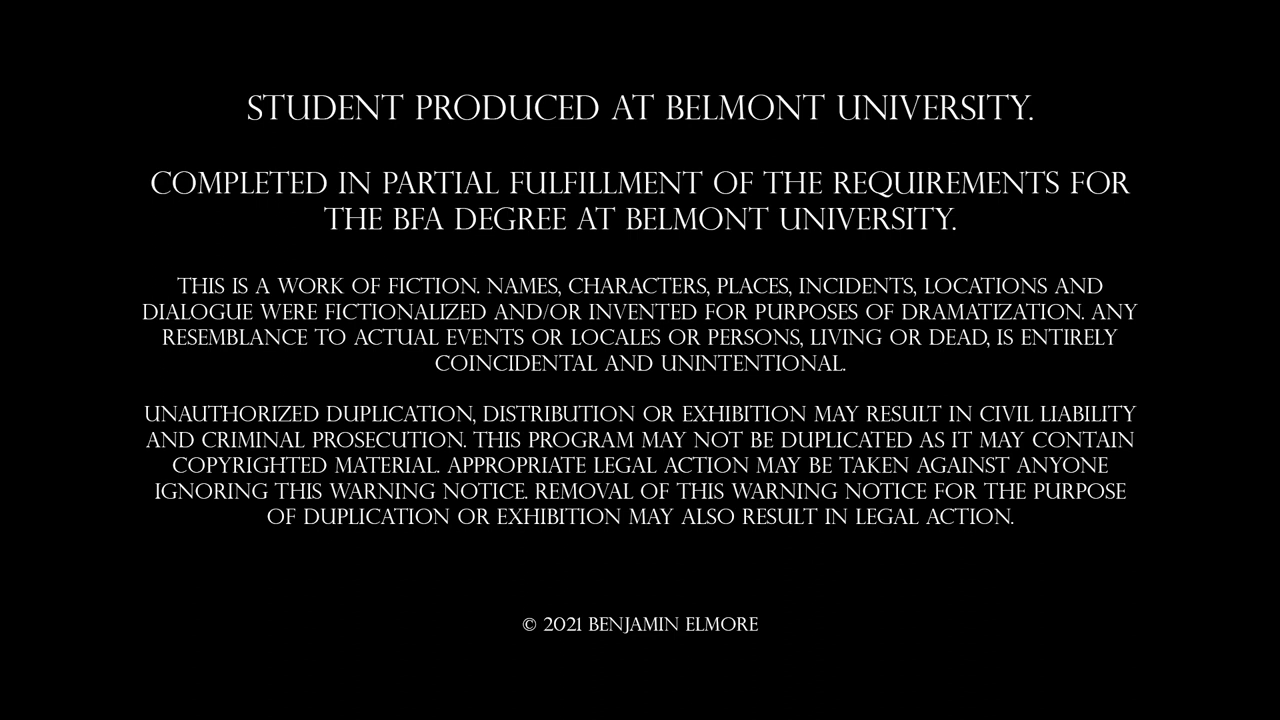 STUDENT PRODUCED AT BELMONT UNIVERSITY.
COMPLETED IN PARTIAL FULFILLMENT OF THE REQUIREMENTS FOR
THE BFA DEGREE AT BELMONT UNIVERSITY.
THIS IS A WORK OF FICTION. NAMES, CHARACTERS, PLACES, INCIDENTS, LOCATIONS AND
DIALOGUE WERE FICTIONALIZED AND/OR INVENTED FOR PURPOSES OF DRAMATIZATION. ANY
RESEMBLANCE TO ACTUAL EVENTS OR LOCALES OR PERSONS, LIVING OR DEAD, IS ENTIRELY
COINCIDENTAL AND UNINTENTIONAL.
UNAUTHORIZED DUPLICATION, DISTRIBUTION OR EXHIBITION MAY RESULT IN CIVIL LIABILITY
AND CRIMINAL PROSECUTION. THIS PROGRAM MAY NOT BE DUPLICATED AS IT MAY CONTAIN
COPYRIGHTED MATERIAL. APPROPRIATE LEGAL ACTION MAY BE TAKEN AGAINST ANYONE
IGNORING THIS WARNING NOTICE. REMOVAL OF THIS WARNING NOTICE FOR THE PURPOSE
OF DUPLICATION OR EXHIBITION MAY ALSO RESULT IN LEGAL ACTION.
© 2021 BENJAMIN ELMORE